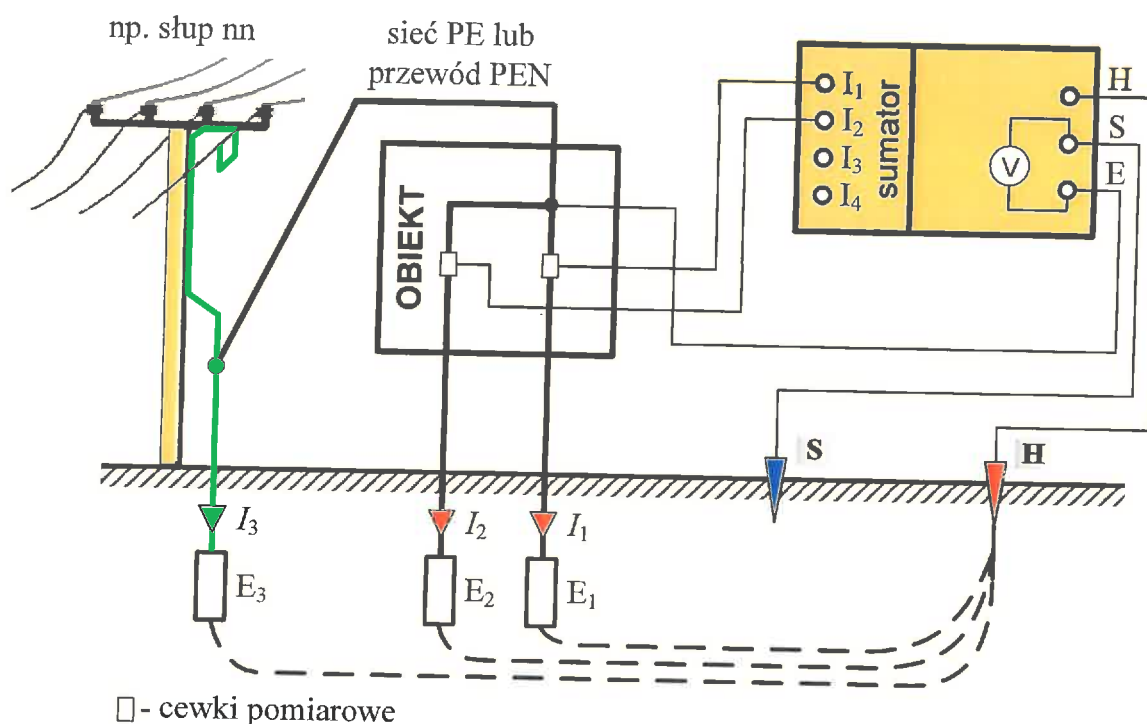 np. słup nn
sieć PE lub
przewód PEN
OBIEKT
I₁
I₂
I₃
I₄
sumator
V
H
S
E
S
H
I₃
I₂
I₁
E₃
E₂
E₁
- cewki pomiarowe